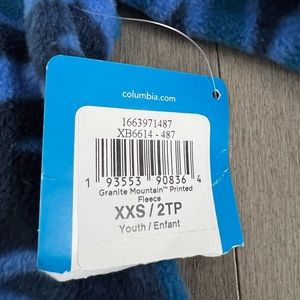 columbia.com
1663971487
XB6614 - 487
1 93553 90836 4
Granite Mountain™ Printed
Fleece
XXS / 2TP
Youth / Enfant